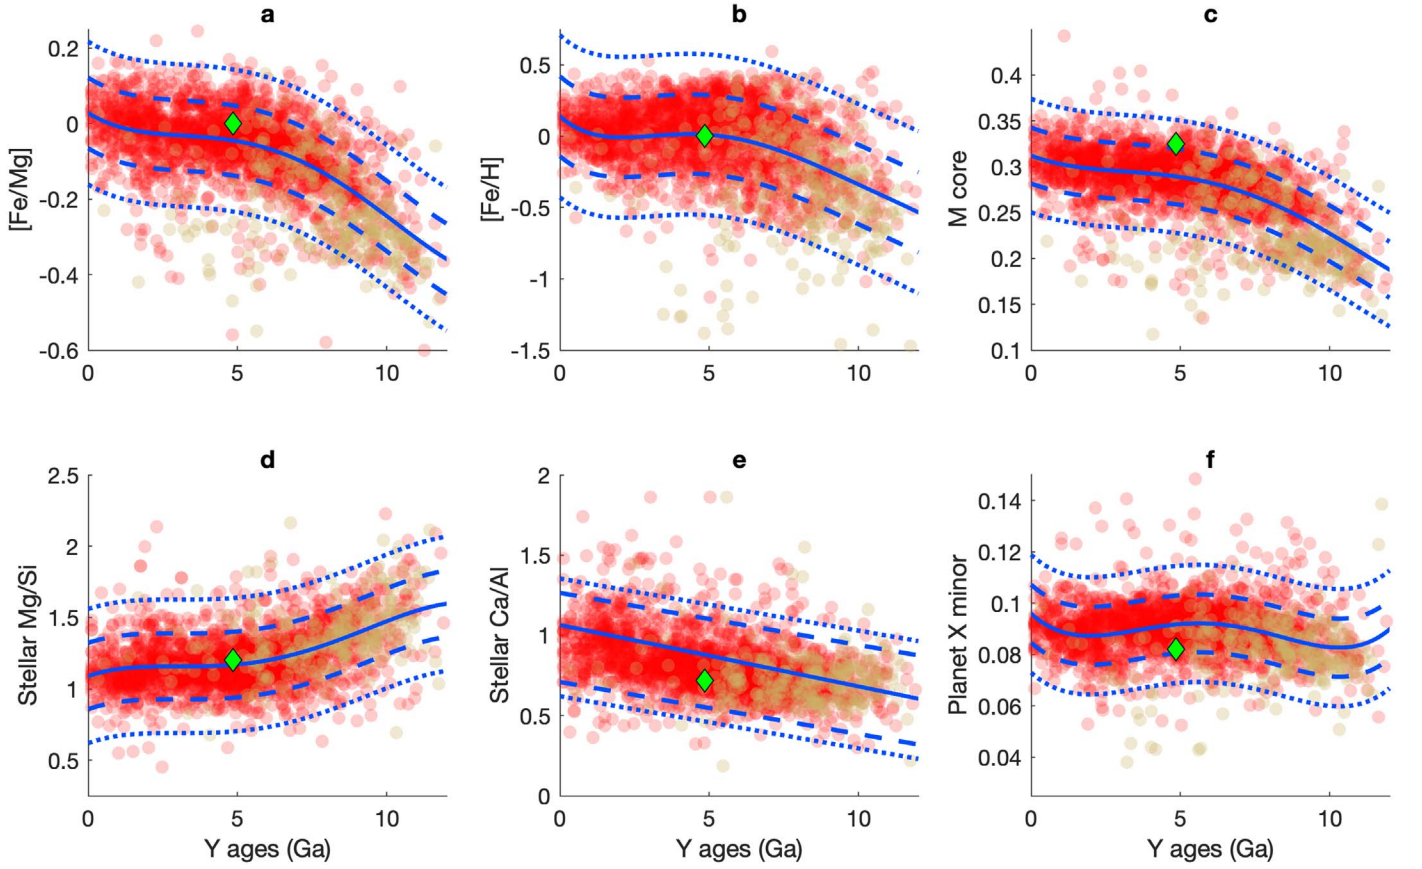 a
0.2
0
-0.2
-0.4
-0.6
[Fe/Mg]
0 5 10
b
0.5
0
-0.5
-1
-1.5
[Fe/H]
0 5 10
c
0.4
0.35
0.3
0.25
0.2
0.15
0.1
M core
0 5 10
d
2.5
2
1.5
1
0.5
Stellar Mg/Si
0 5 10
Y ages (Ga)
e
2
1.5
1
0.5
0
Stellar Ca/Al
0 5 10
Y ages (Ga)
f
0.14
0.12
0.1
0.08
0.06
0.04
Planet X minor
0 5 10
Y ages (Ga)